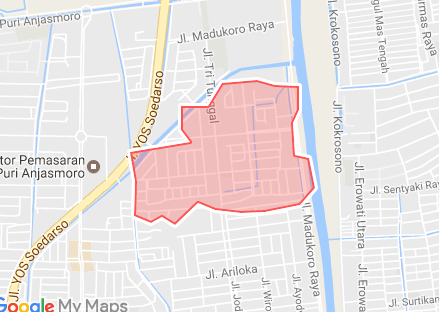 Puri Anjasmoro
Jl. Madukoro Raya
Jl. Tri Tunggal
Jl. YOS Soedarso
Jl. Krokosono
gul Mas Tengah
rmas Raya
Jl. Kokrosono
tor Pemasaran
Puri Anjasmoro
Jl. YOS Soedarso
Jl. Erowati Utara
Jl. Sentyaki Ray
Jl. Madukoro Raya
Jl. Ariloka
Jl. Jod
Jl. Wiro
Jl. Ayod
Jl. Erowa
Jl. Surtikan
Google My Maps